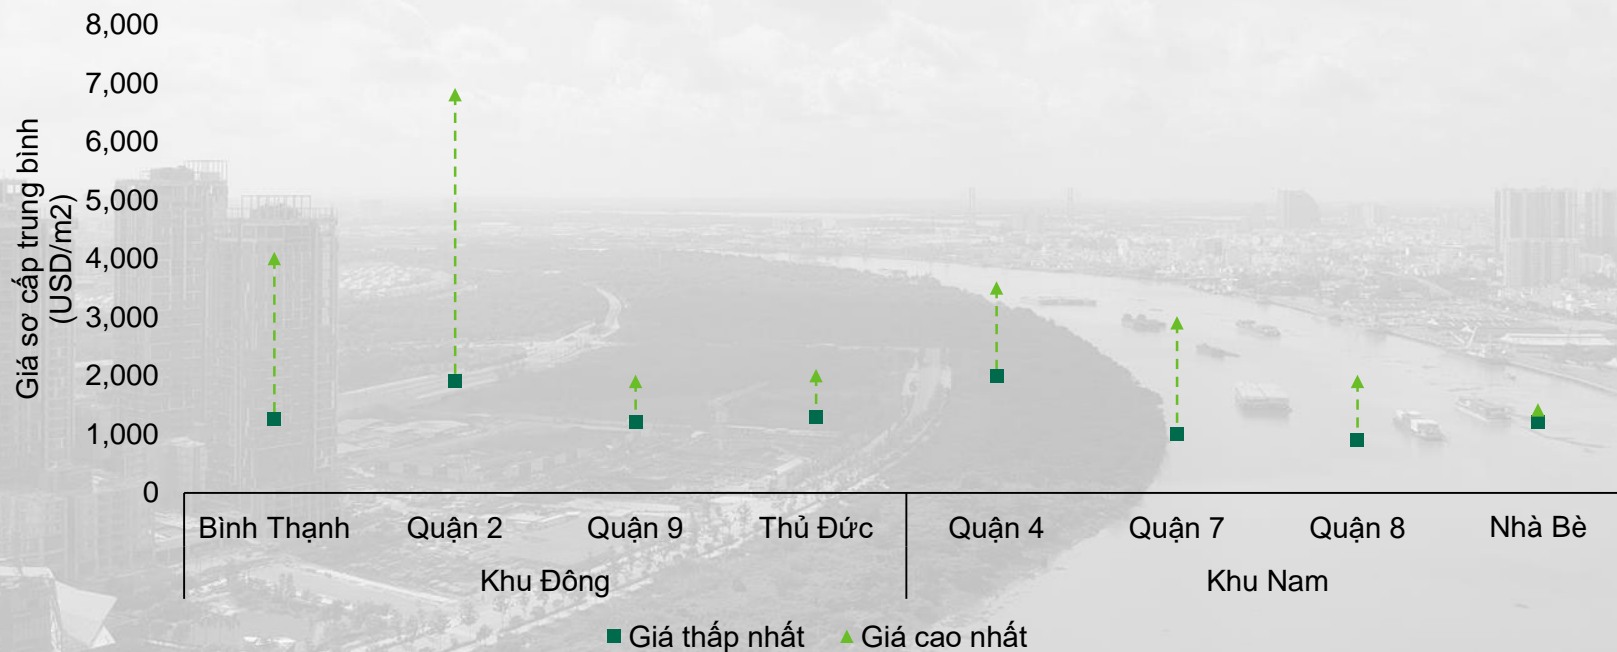 8,000
7,000
6,000
5,000
4,000
3,000
2,000
1,000
0
Giá sơ cấp trung bình
(USD/m2)
Bình Thạnh Quận 2 Quận 9 Thủ Đức Quận 4 Quận 7 Quận 8 Nhà Bè
Khu Đông Khu Nam
Giá thấp nhất Giá cao nhất